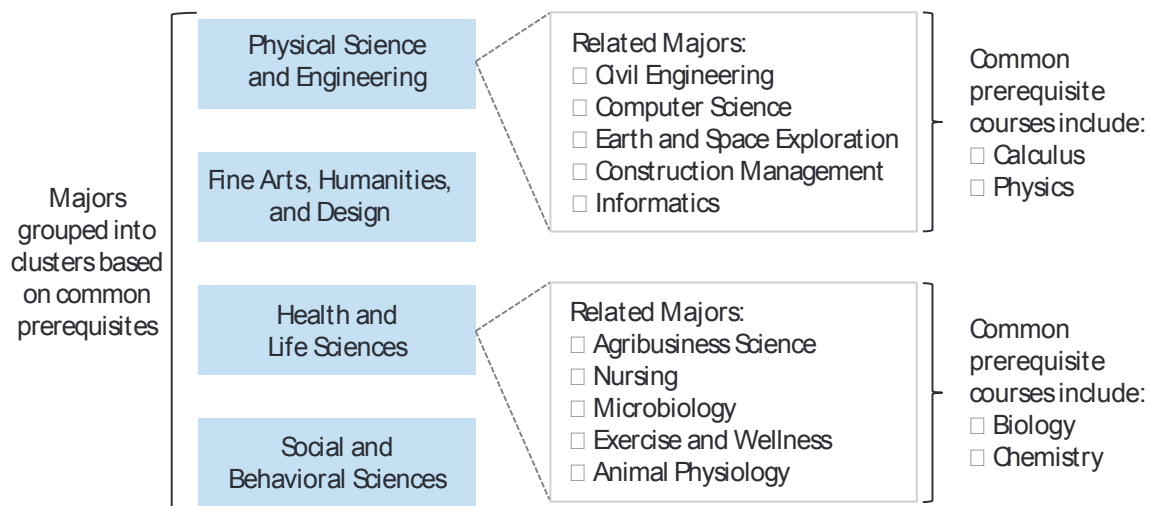 Majors
grouped into
clusters based
on common
prerequisites
Physical Science
and Engineering
Fine Arts, Humanities,
and Design
Health and
Life Sciences
Social and
Behavioral Sciences
Related Majors:
□ Civil Engineering
□ Computer Science
□ Earth and Space Exploration
□ Construction Management
□ Informatics
Common
prerequisite
courses include:
□ Calculus
□ Physics
Related Majors:
□ Agribusiness Science
□ Nursing
□ Microbiology
□ Exercise and Wellness
□ Animal Physiology
Common
prerequisite
courses include:
□ Biology
□ Chemistry